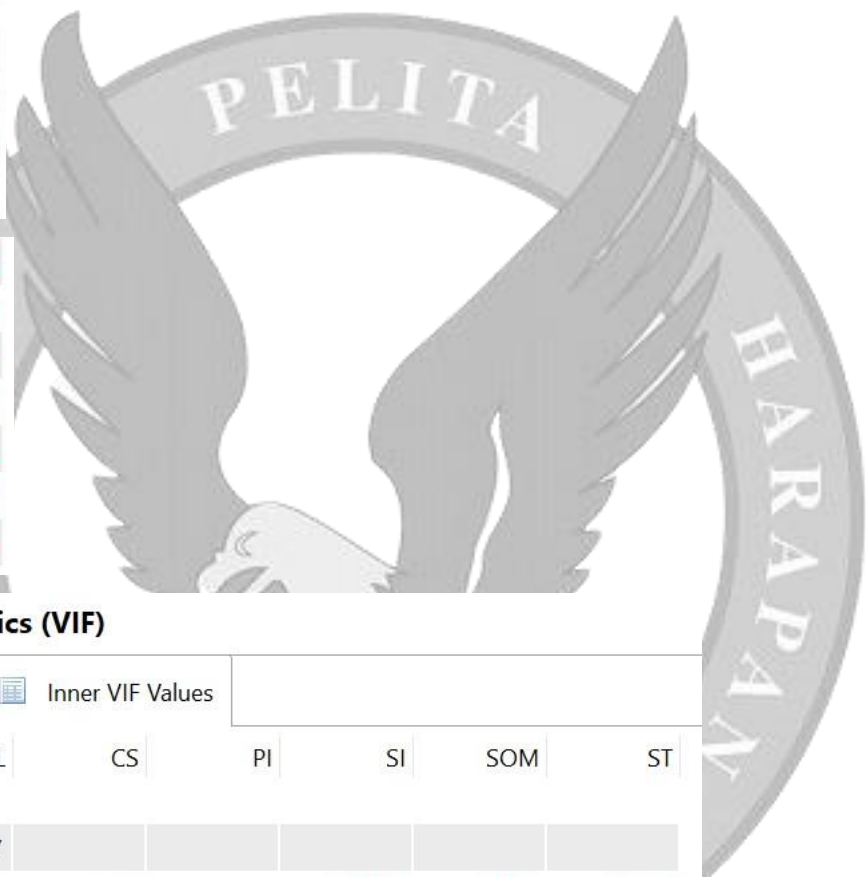 PELITA
HARAPAN
ics (VIF)
Inner VIF Values
CS PI SI SOM ST